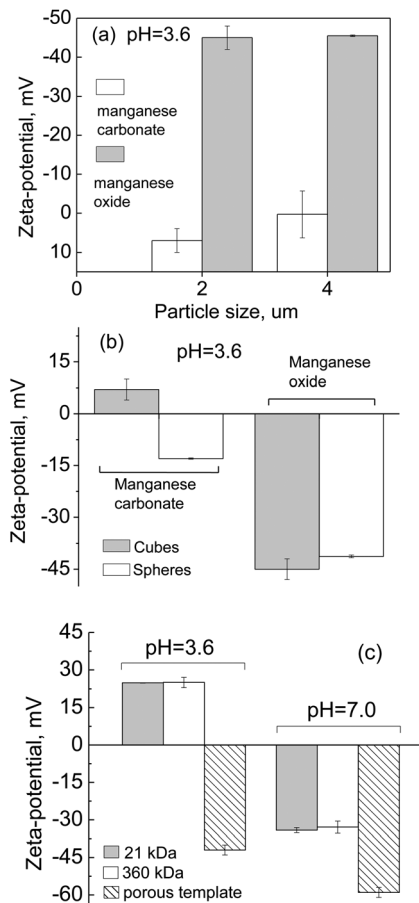 (a) pH=3.6
-50
-40
-30
-20
-10
0
10
Zeta-potential, mV
manganese
carbonate
manganese
oxide
0 2 4
Particle size, um
(b)
pH=3.6
15
0
-15
-30
-45
Zeta-potential, mV
Manganese
oxide
Manganese
carbonate
Cubes
Spheres
45
30
15
0
-15
-30
-45
-60
Zeta-potential, mV
pH=3.6
(c)
pH=7.0
21 kDa
360 kDa
porous template